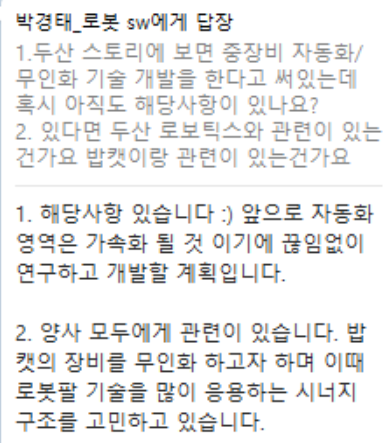 박경태_로봇 sw에게 답장
1.두산 스토리에 보면 중장비 자동화/
무인화 기술 개발을 한다고 써있는데
혹시 아직도 해당사항이 있나요?
2. 있다면 두산 로보틱스와 관련이 있는
건가요 밥캣이랑 관련이 있는건가요
1. 해당사항 있습니다 :) 앞으로 자동화
영역은 가속화 될 것 이기에 끊임없이
연구하고 개발할 계획입니다.
2. 양사 모두에게 관련이 있습니다. 밥
캣의 장비를 무인화 하고자 하며 이때
로봇팔 기술을 많이 응용하는 시너지
구조를 고민하고 있습니다.